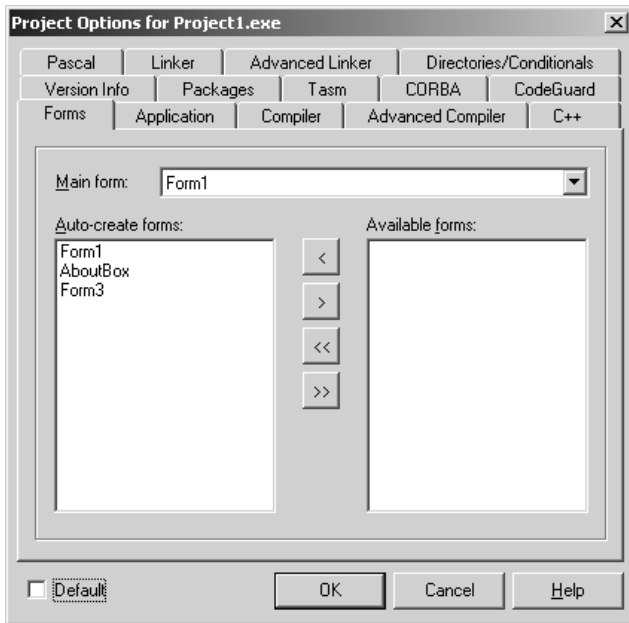 Project Options for Project1.exe
Pascal Linker Advanced Linker Directories/Conditionals
Version Info Packages Tasm CORBA CodeGuard
Forms Application Compiler Advanced Compiler C++
Main form: Form1
Auto-create forms: Available forms:
Form1 <
AboutBox
Form3 >
<<
>>
Default OK Cancel Help